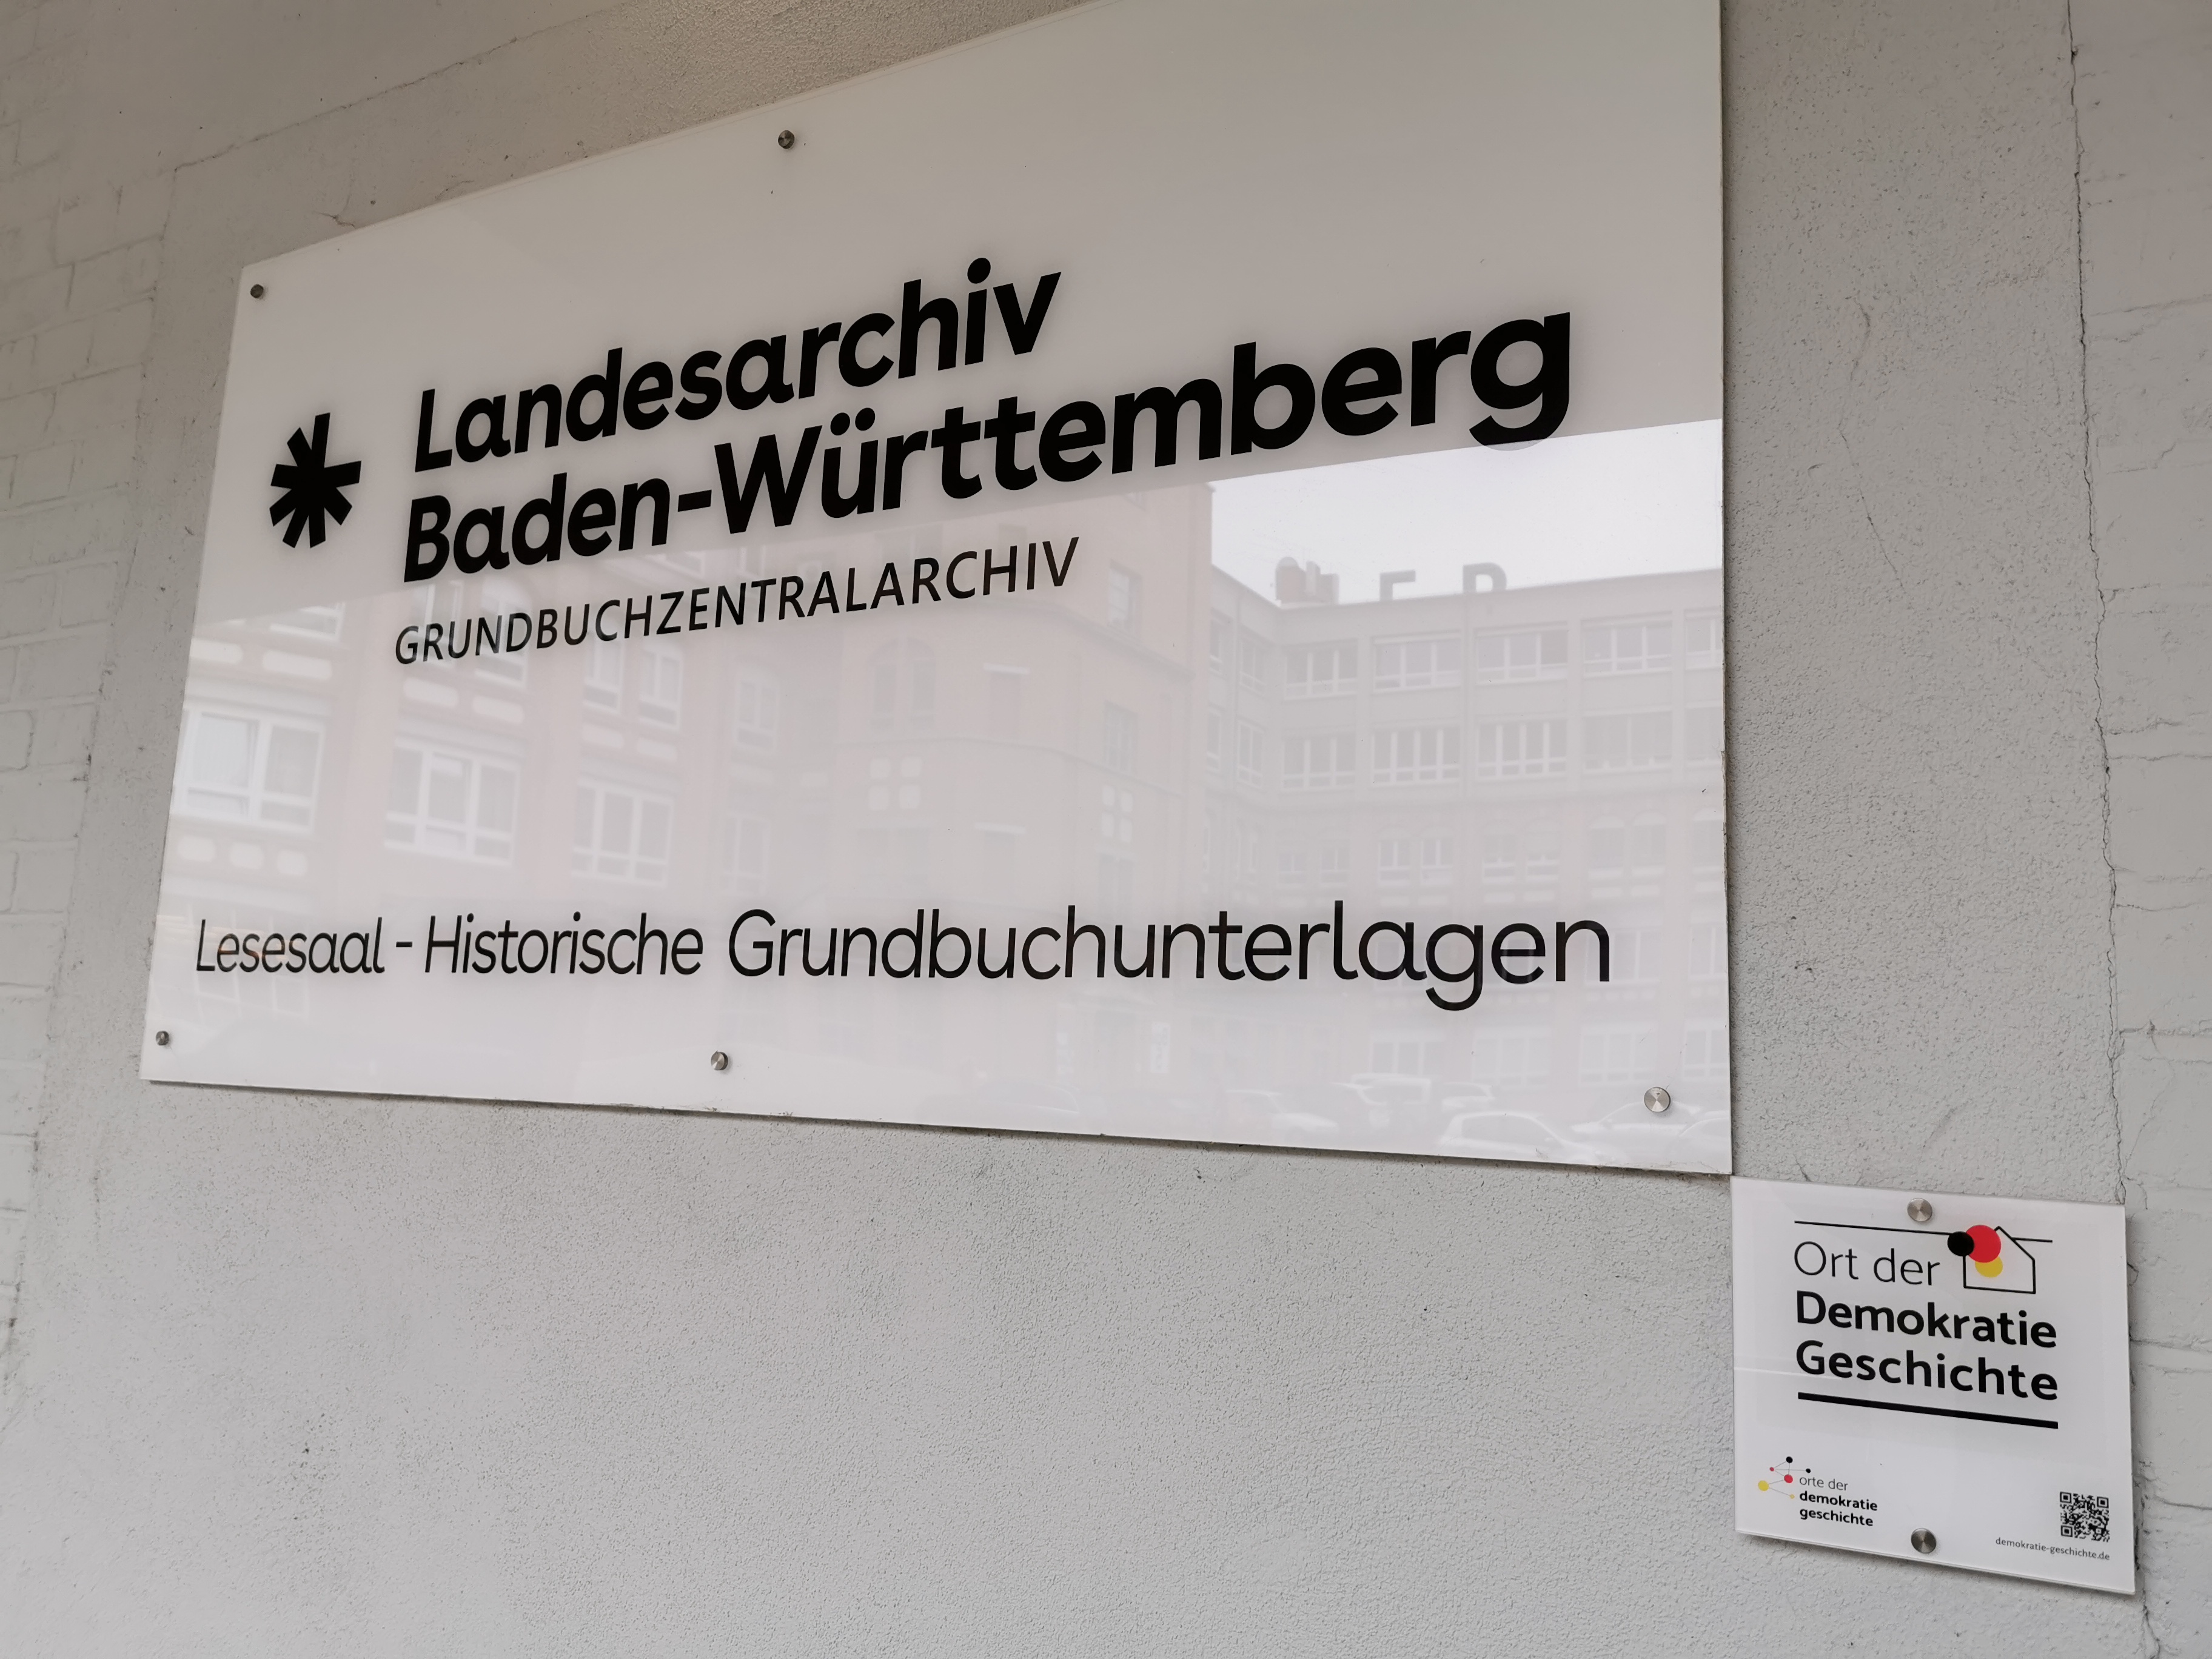 Landesarchiv
Baden-Württemberg
GRUNDBUCHZENTRALARCHIV
Lesesaal - Historische Grundbuchunterlagen
Ort der
Demokratie
Geschichte
orte der
demokratie
geschichte
demokratie-geschichte.de